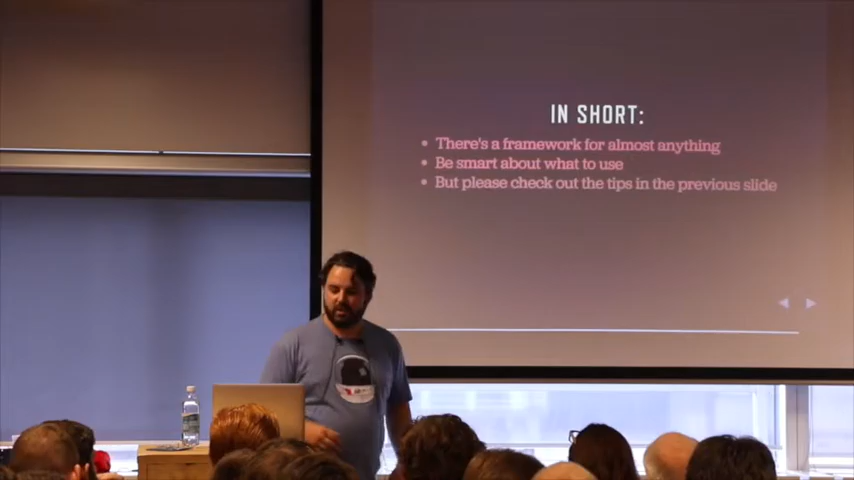 IN SHORT:
There's a framework for almost anything
Be smart about what to use
But please check out the tips in the previous slide